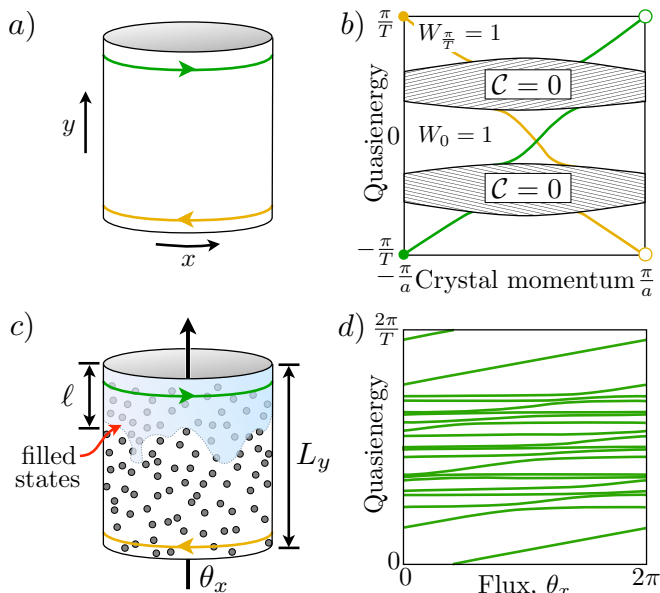 a)
y
x
b)
π/T
W_{π/T} = 1
C = 0
0
W_0 = 1
C = 0
−π/T
Quasienergy
−π/a Crystal momentum π/a
c)
ℓ
filled
states
L_y
θ_x
d)
2π/T
Quasienergy
0
0
2π
Flux, θ_x